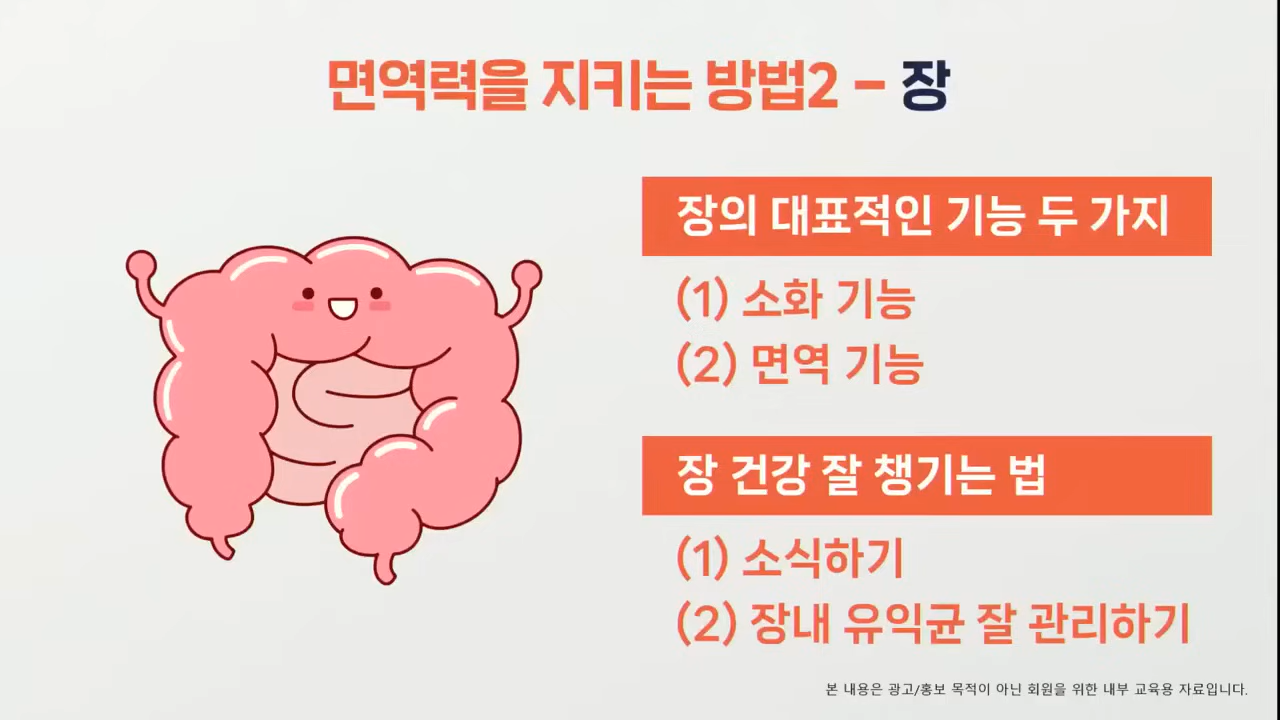 면역력을 지키는 방법2 - 장
장의 대표적인 기능 두 가지
(1) 소화 기능
(2) 면역 기능
장 건강 잘 챙기는 법
(1) 소식하기
(2) 장내 유익균 잘 관리하기
본 내용은 광고/홍보 목적이 아닌 회원을 위한 내부 교육용 자료입니다.